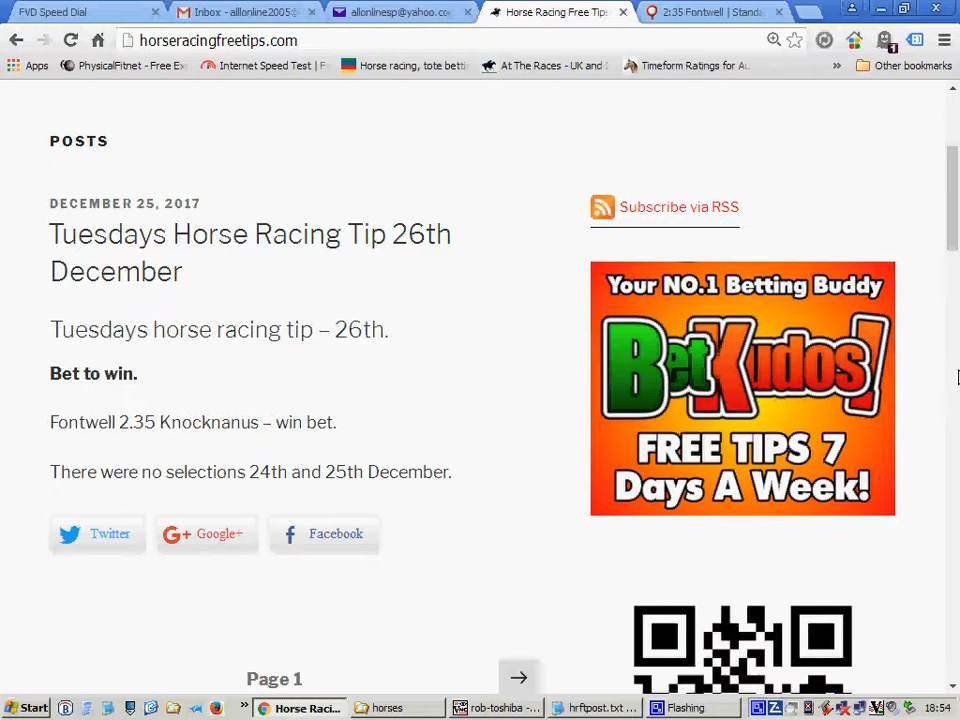 FVD Speed Dial
Inbox - alllonline2005@
allonlinesp@yahoo.co
Horse Racing Free Tips
2:35 Fontwell | Stand
horseracingfreetips.com
Apps
PhysicalFitnet - Free Ex
Internet Speed Test | F
Horse racing, tote betti
At The Races - UK and
Timeform Ratings for Au
»
Other bookmarks
POSTS
DECEMBER 25, 2017
Tuesdays Horse Racing Tip 26th
December
Tuesdays horse racing tip – 26th.
Bet to win.
Fontwell 2.35 Knocknanus – win bet.
There were no selections 24th and 25th December.
Twitter
Google+
Facebook
Page 1
→
Subscribe via RSS
Your NO.1 Betting Buddy
BetKudos!
FREE TIPS 7
Days A Week!
Start
»
Horse Raci...
horses
rob-toshiba -...
hrftpost.txt ...
Flashing
18:54